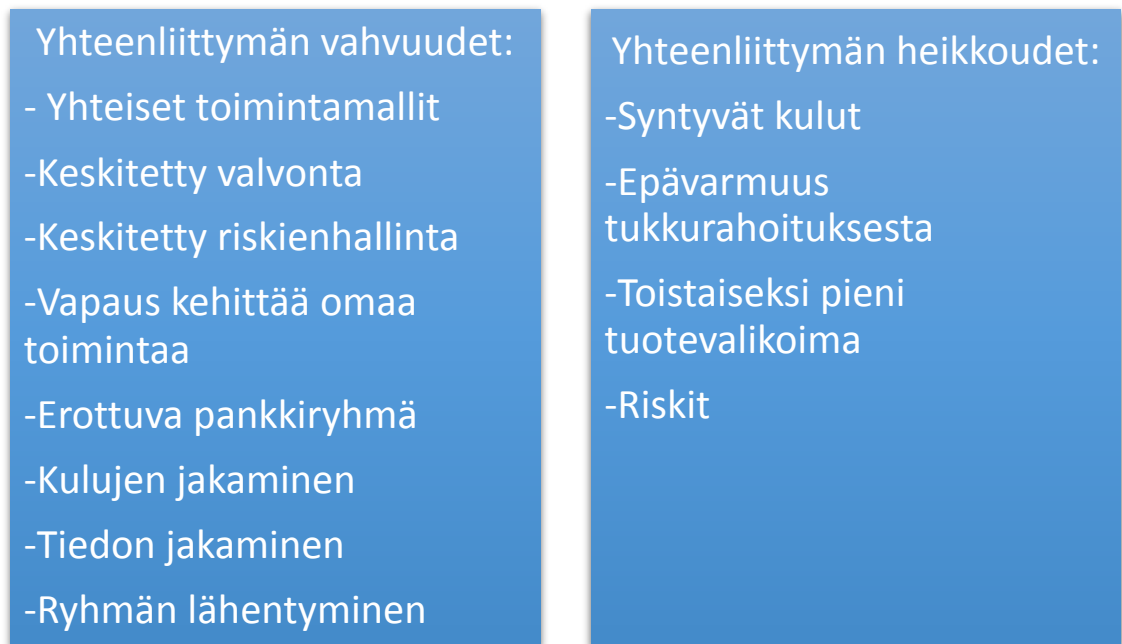 Yhteenliittymän vahvuudet:
- Yhteiset toimintamallit
-Keskitetty valvonta
-Keskitetty riskienhallinta
-Vapaus kehittää omaa
toimintaa
-Erottuva pankkiryhmä
-Kulujen jakaminen
-Tiedon jakaminen
-Ryhmän lähentyminen
Yhteenliittymän heikkoudet:
-Syntyvät kulut
-Epävarmuus
tukkurahoituksesta
-Toistaiseksi pieni
tuotevalikoima
-Riskit